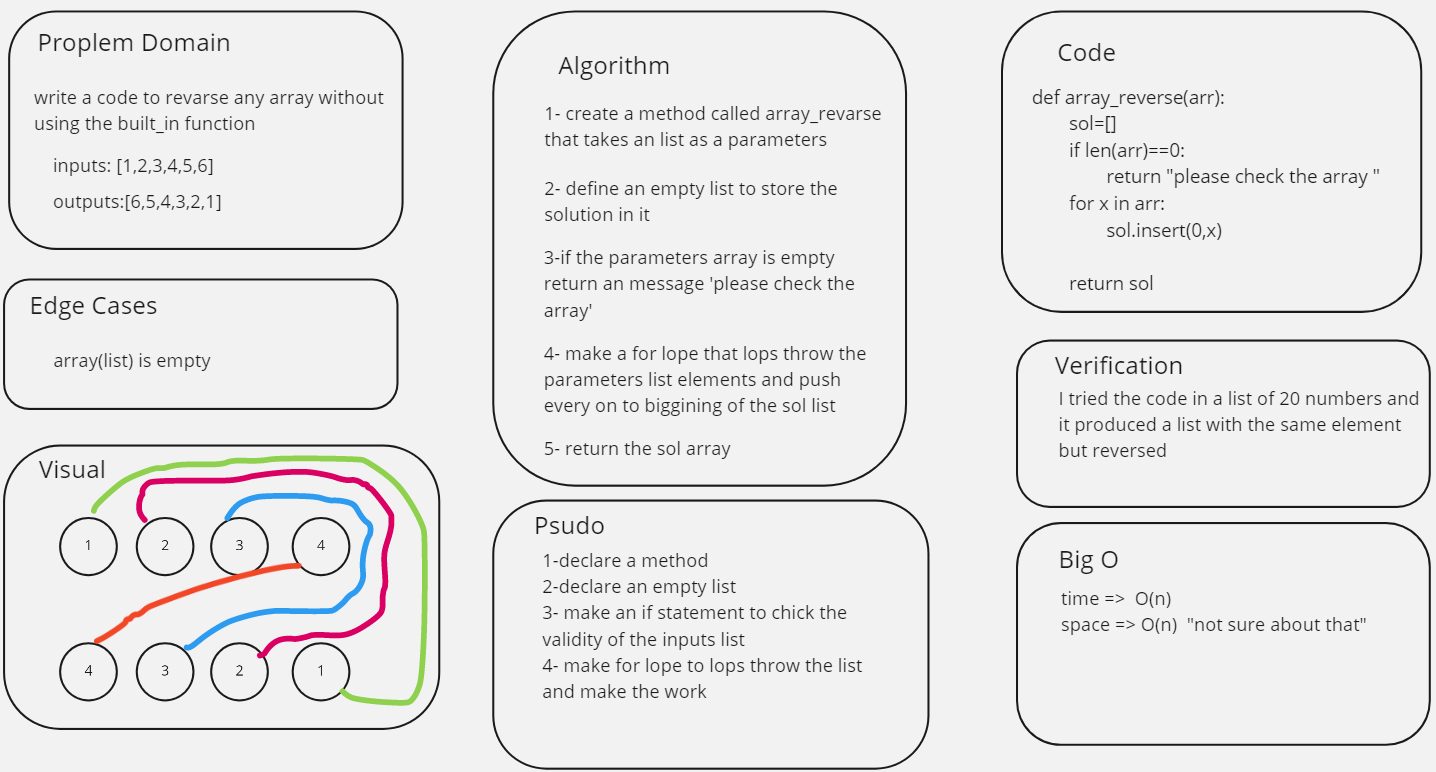 Proplem Domain
write a code to revarse any array without
using the built_in function
inputs: [1,2,3,4,5,6]
outputs:[6,5,4,3,2,1]
Edge Cases
array(list) is empty
Visual
1 2 3 4
4 3 2 1
Algorithm
1- create a method called array_revarse
that takes an list as a parameters
2- define an empty list to store the
solution in it
3-if the parameters array is empty
return an message 'please check the
array'
4- make a for lope that lops throw the
parameters list elements and push
every on to biggining of the sol list
5- return the sol array
Psudo
1-declare a method
2-declare an empty list
3- make an if statement to chick the
validity of the inputs list
4- make for lope to lops throw the list
and make the work
Code
def array_reverse(arr):
sol=[]
if len(arr)==0:
return "please check the array "
for x in arr:
sol.insert(0,x)
return sol
Verification
I tried the code in a list of 20 numbers and
it produced a list with the same element
but reversed
Big O
time => O(n)
space => O(n) "not sure about that"